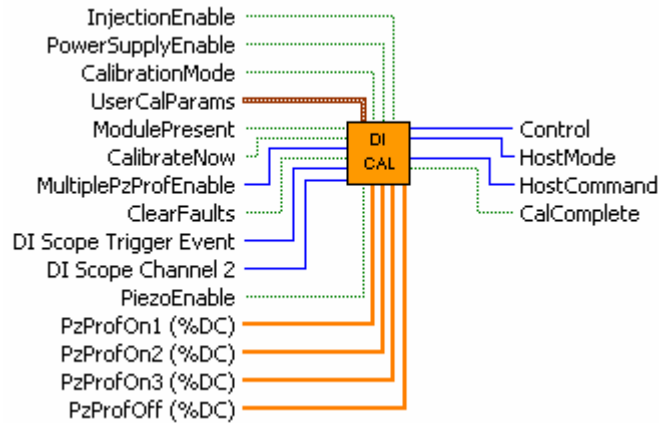 InjectionEnable
PowerSupplyEnable
CalibrationMode
UserCalParams
ModulePresent
CalibrateNow
MultiplePzProfEnable
ClearFaults
DI Scope Trigger Event
DI Scope Channel 2
PiezoEnable
PzProfOn1 (%DC)
PzProfOn2 (%DC)
PzProfOn3 (%DC)
PzProfOff (%DC)
DI
CAL
Control
HostMode
HostCommand
CalComplete